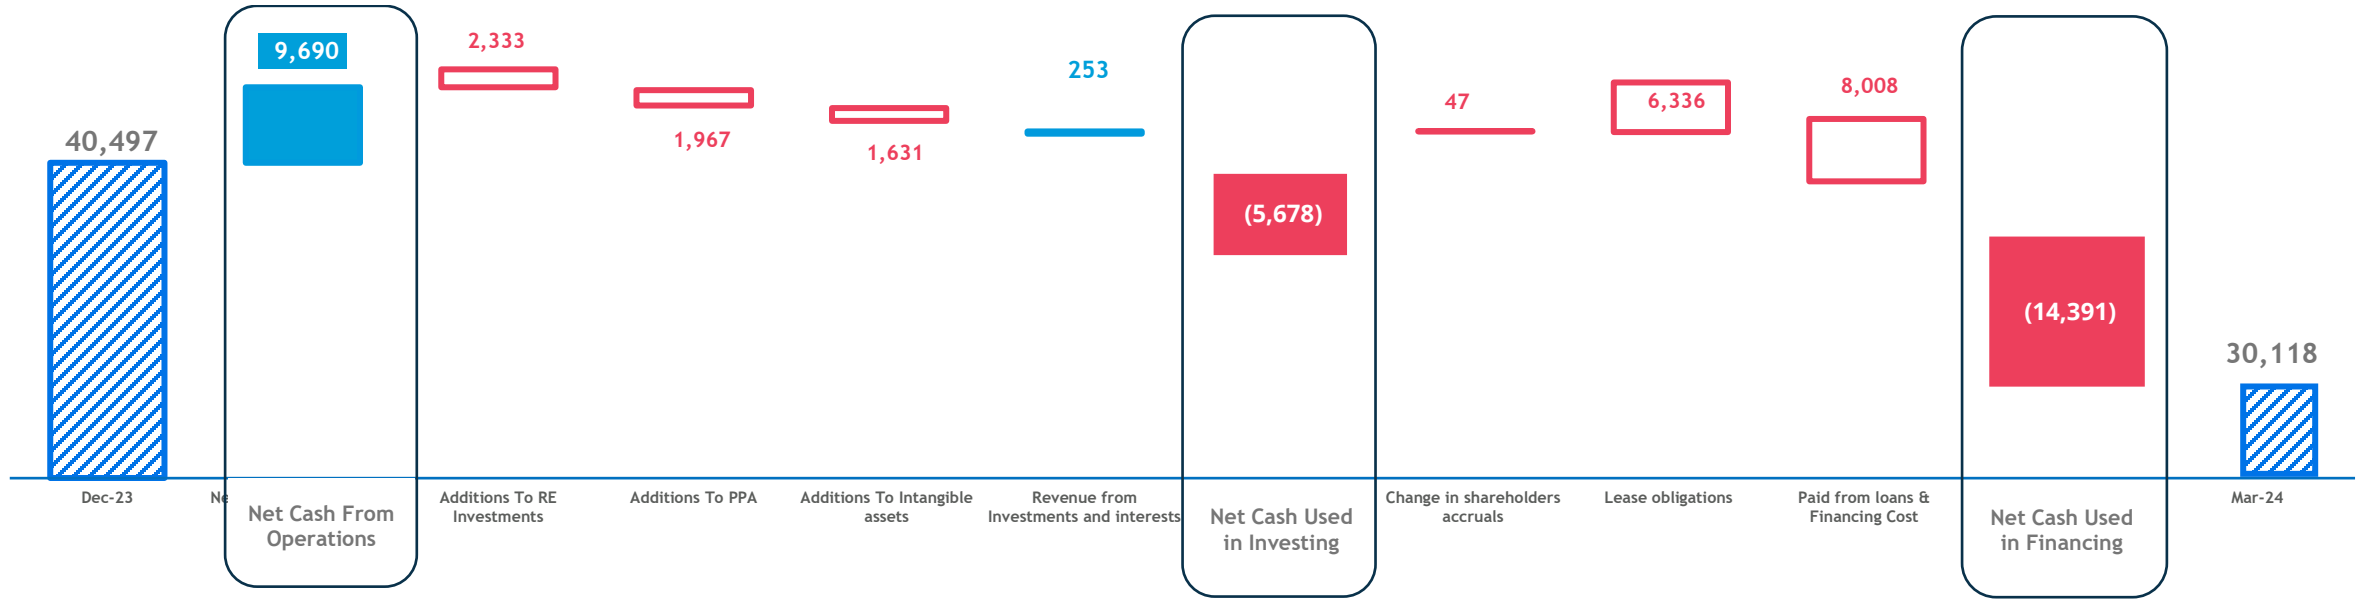 9,690
2,333
253
47
6,336
8,008
40,497
1,967
1,631
(5,678)
(14,391)
30,118
Dec-23
Ne
Net Cash From
Operations
Additions To RE
Investments
Additions To PPA
Additions To Intangible
assets
Revenue from
Investments and interests
Net Cash Used
in Investing
Change in shareholders
accruals
Lease obligations
Paid from loans &
Financing Cost
Net Cash Used
in Financing
Mar-24